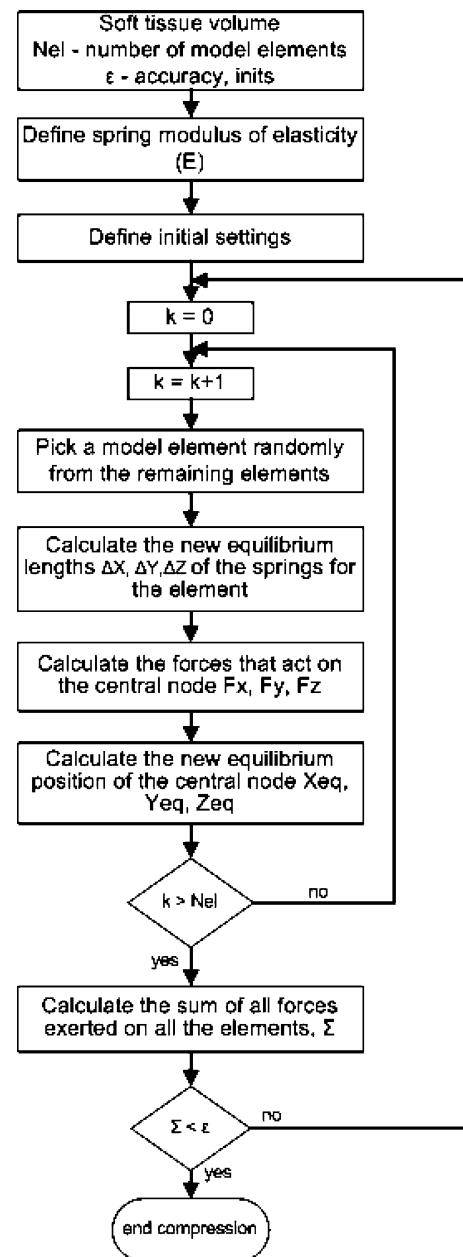 Soft tissue volume
Nel - number of model elements
ε - accuracy, inits
Define spring modulus of elasticity
(E)
Define initial settings
k = 0
k = k+1
Pick a model element randomly
from the remaining elements
Calculate the new equilibrium
lengths ΔX, ΔY,ΔZ of the springs for
the element
Calculate the forces that act on
the central node Fx, Fy, Fz
Calculate the new equilibrium
position of the central node Xeq,
Yeq, Zeq
k > Nel
no
yes
Calculate the sum of all forces
exerted on all the elements, Σ
Σ < ε
no
yes
end compression